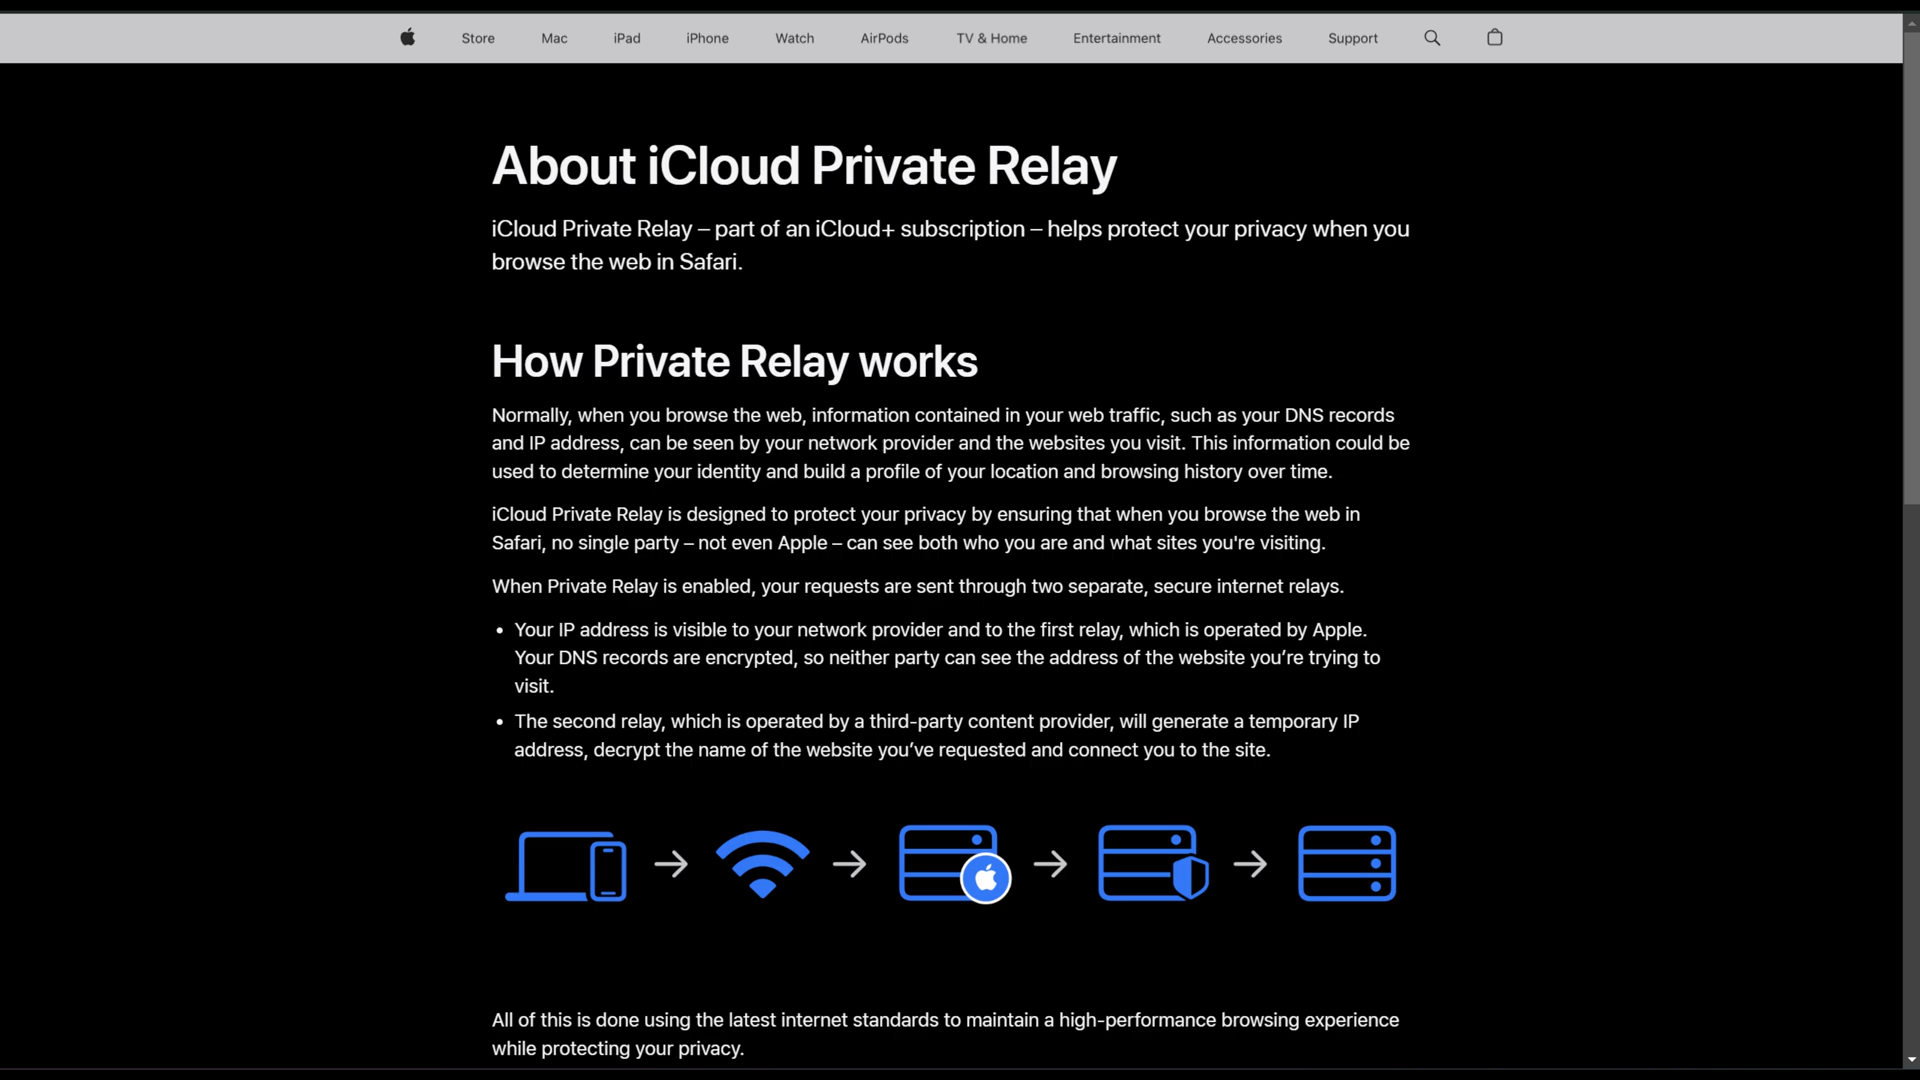 Store Mac iPad iPhone Watch AirPods TV & Home Entertainment Accessories Support
About iCloud Private Relay
iCloud Private Relay – part of an iCloud+ subscription – helps protect your privacy when you
browse the web in Safari.
How Private Relay works
Normally, when you browse the web, information contained in your web traffic, such as your DNS records
and IP address, can be seen by your network provider and the websites you visit. This information could be
used to determine your identity and build a profile of your location and browsing history over time.
iCloud Private Relay is designed to protect your privacy by ensuring that when you browse the web in
Safari, no single party – not even Apple – can see both who you are and what sites you're visiting.
When Private Relay is enabled, your requests are sent through two separate, secure internet relays.
• Your IP address is visible to your network provider and to the first relay, which is operated by Apple.
Your DNS records are encrypted, so neither party can see the address of the website you’re trying to
visit.
• The second relay, which is operated by a third-party content provider, will generate a temporary IP
address, decrypt the name of the website you’ve requested and connect you to the site.
All of this is done using the latest internet standards to maintain a high-performance browsing experience
while protecting your privacy.